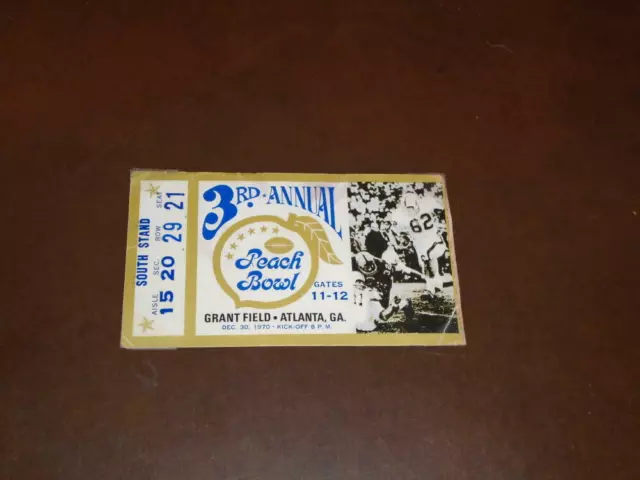 SOUTH STAND
AISLE 15
SEC. 20
ROW 29
SEAT 21
3RD. ANNUAL
Peach
Bowl
GATES
11-12
GRANT FIELD • ATLANTA, GA.
DEC. 30, 1970 • KICK-OFF 8 P.M.
62